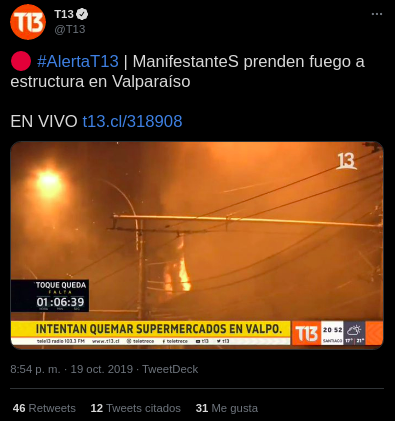 T13
@T13
#AlertaT13 | ManifestanteS prenden fuego a
estructura en Valparaíso
EN VIVO t13.cl/318908
13
TOQUE QUEDA
FALTA
01:06:39
INTENTAN QUEMAR SUPERMERCADOS EN VALPO.
T13
20 52
SANTIAGO
17° | 31°
tele13 radio 103.3 FM www.t13.cl teletrece teletrece t13 t13
8:54 p. m. · 19 oct. 2019 · TweetDeck
46 Retweets 12 Tweets citados 31 Me gusta